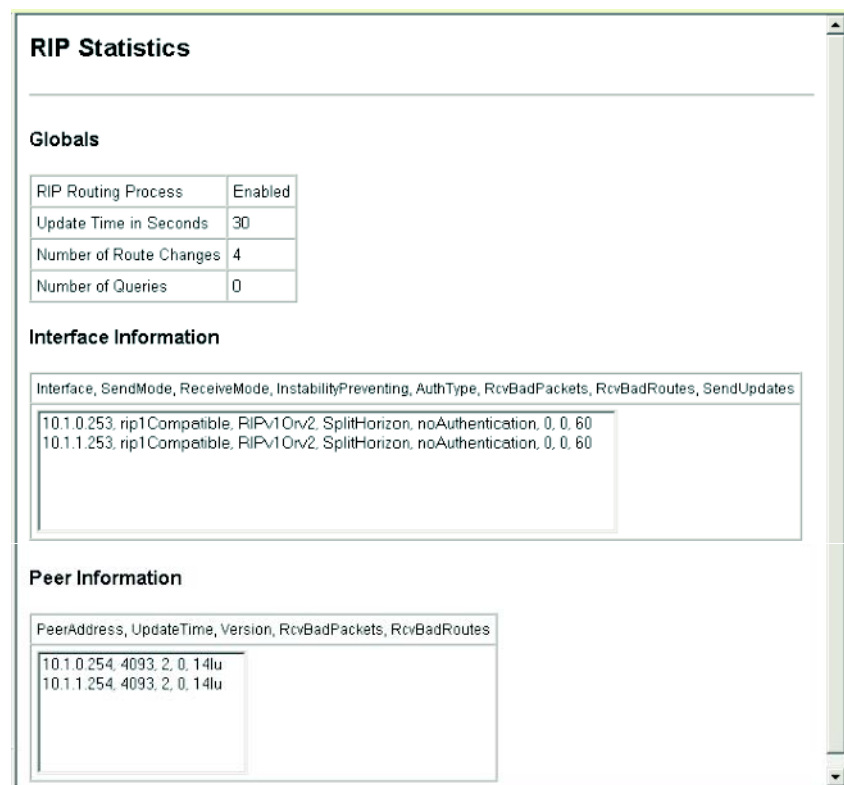 RIP Statistics
Globals
RIP Routing Process Enabled
Update Time in Seconds 30
Number of Route Changes 4
Number of Queries 0
Interface Information
Interface, SendMode, ReceiveMode, InstabilityPreventing, AuthType, RcvBadPackets, RcvBadRoutes, SendUpdates
10.1.0.253, rip1Compatible, RIPv1Orv2, SplitHorizon, noAuthentication, 0, 0, 60
10.1.1.253, rip1Compatible, RIPv1Orv2, SplitHorizon, noAuthentication, 0, 0, 60
Peer Information
PeerAddress, UpdateTime, Version, RcvBadPackets, RcvBadRoutes
10.1.0.254, 4093, 2, 0, 14lu
10.1.1.254, 4093, 2, 0, 14lu